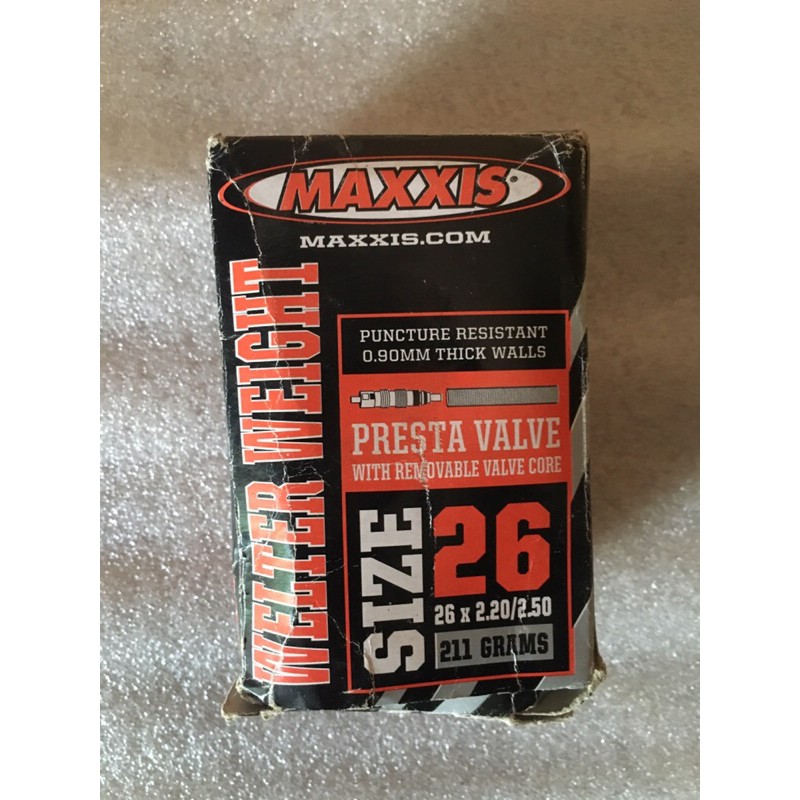 MAXXIS®
MAXXIS.COM
WELTER WEIGHT
PUNCTURE RESISTANT
0.90MM THICK WALLS
PRESTA VALVE
WITH REMOVABLE VALVE CORE
SIZE
26
26 x 2.20/2.50
211 GRAMS